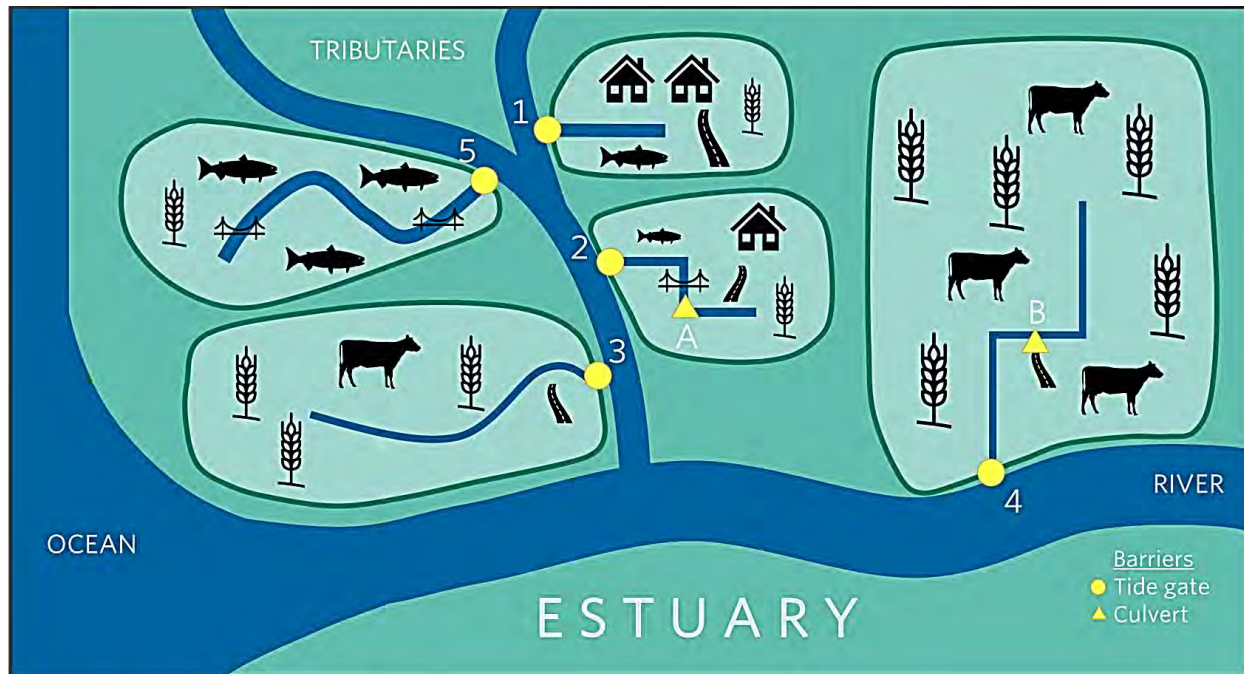 TRIBUTARIES
1
5
2
A
3
B
4
RIVER
OCEAN
Barriers
Tide gate
Culvert
ESTUARY